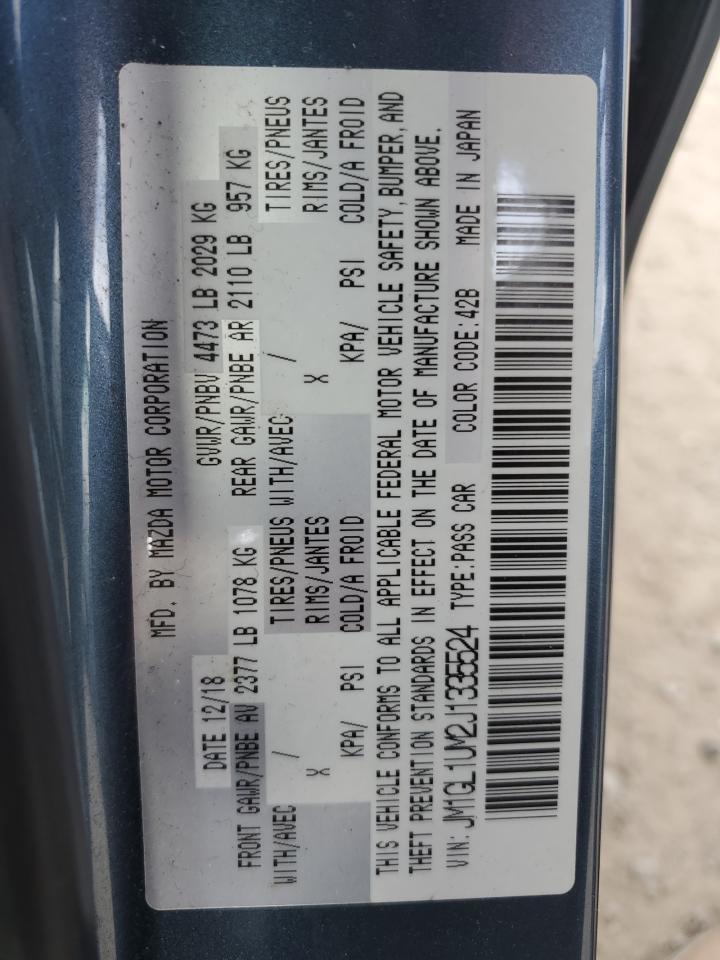 MFD. BY MAZDA MOTOR CORPORATION
DATE 12/18 GVWR/PNBV 4473 LB 2029 KG
FRONT GAWR/PNBE AV 2377 LB 1078 KG REAR GAWR/PNBE AR 2110 LB 957 KG
WITH/AVEC / TIRES/PNEUS WITH/AVEC / TIRES/PNEUS
X RIMS/JANTES X RIMS/JANTES
KPA/ PSI COLD/A FROID KPA/ PSI COLD/A FROID
THIS VEHICLE CONFORMS TO ALL APPLICABLE FEDERAL MOTOR VEHICLE SAFETY, BUMPER, AND
THEFT PREVENTION STANDARDS IN EFFECT ON THE DATE OF MANUFACTURE SHOWN ABOVE.
VIN: JM1GL1UM2J1335524 TYPE:PASS CAR COLOR CODE:42B MADE IN JAPAN